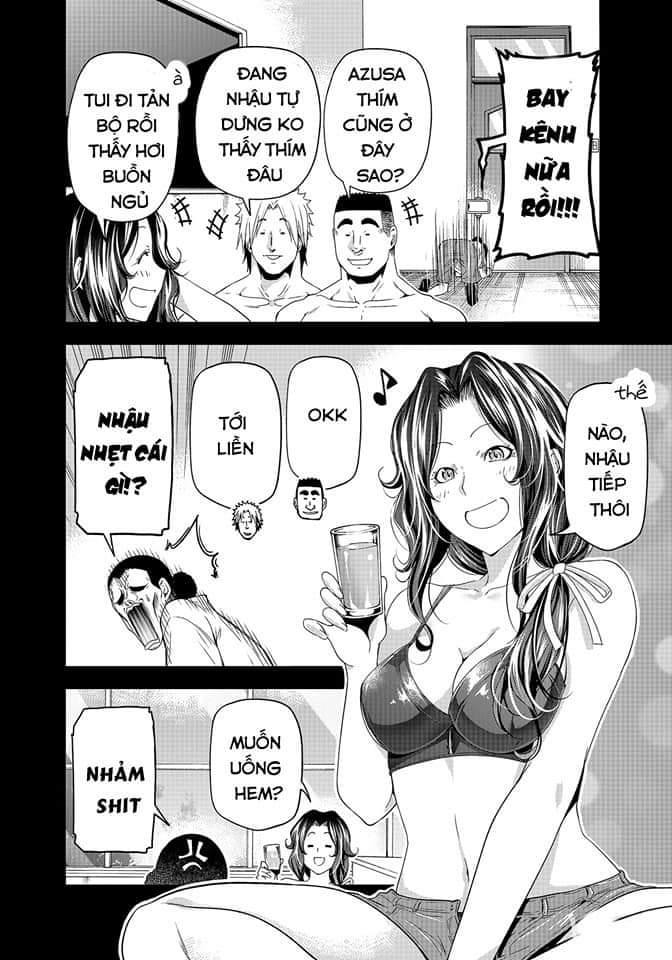 BAY
KÊNH
NỮA
RỒI!!!
AZUSA
THÍM
CŨNG Ở
ĐÂY
SAO?
ĐANG
NHẬU TỰ
DƯNG KO
THẤY THÍM
ĐÂU
à
TUI ĐI TẢN
BỘ RỒI
THẤY HƠI
BUỒN
NGỦ
thế
NÀO,
NHẬU
TIẾP
THÔI
OKK
TỚI
LIỀN
NHẬU
NHẸT CÁI
GÌ!?
MUỐN
UỐNG
HEM?
NHẢM
SHIT